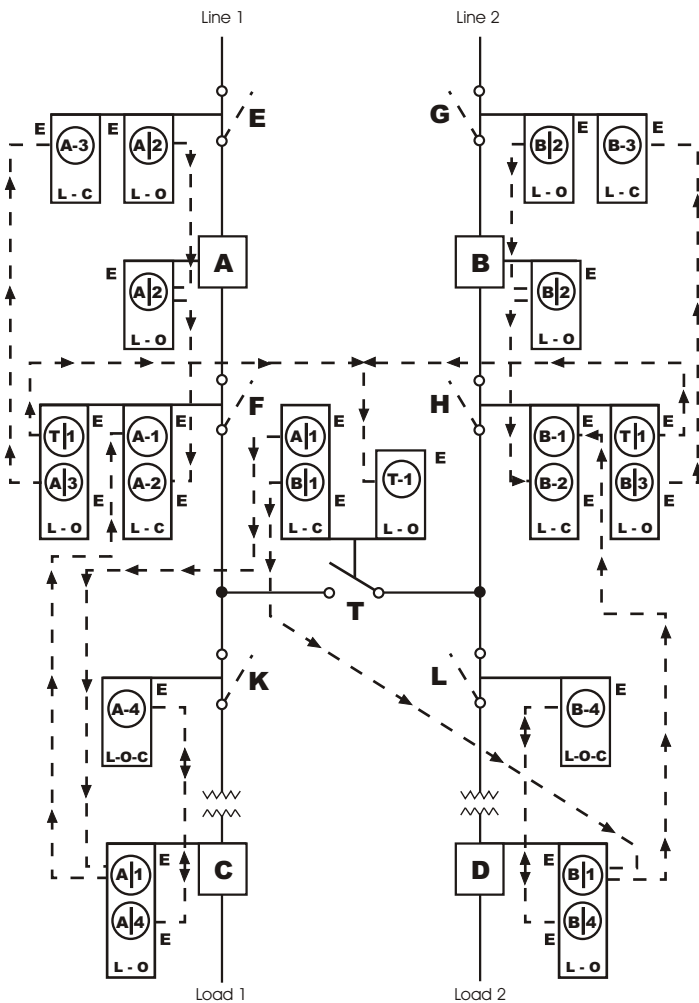 Line 1
Line 2
E
G
E
A-3
E
A|2
L - C
L - O
B|2
E
B-3
E
L - O
L - C
A
B
E
A|2
L - O
B|2
E
L - O
F
H
T|1
E
A|3
E
L - O
A-1
E
A-2
E
L - C
A|1
E
B|1
E
L - C
T-1
E
L - O
B-1
E
B-2
E
L - C
T|1
E
B|3
E
L - O
T
K
L
A-4
E
L-O-C
B-4
E
L-O-C
A|1
E
A|4
E
L - O
C
D
E
B|1
E
B|4
L - O
Load 1
Load 2